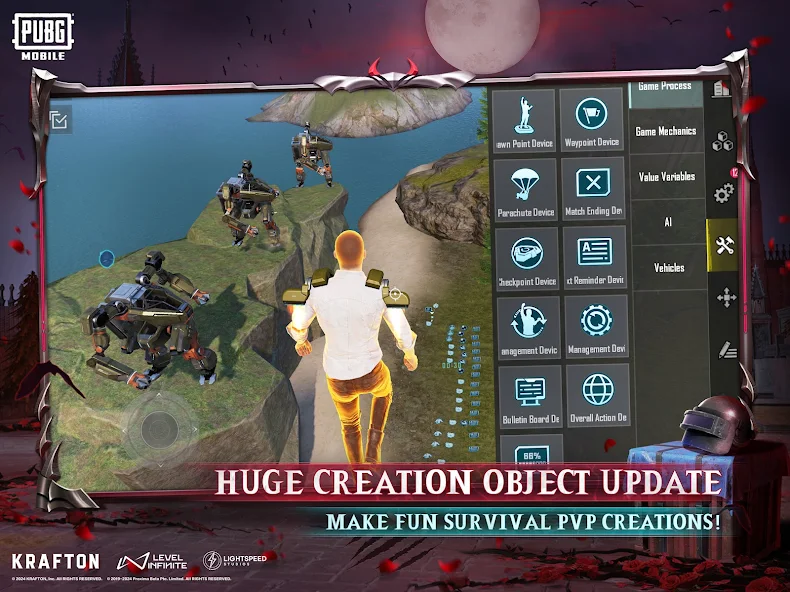 PUBG
MOBILE
Game Process
Game Mechanics
Value Variables
AI
Vehicles
12
awn Point Device
Waypoint Device
Parachute Device
Match Ending De
Checkpoint Device
xt Reminder Devi
anagement Devic
Management Devi
Bulletin Board De
Overall Action De
88%
HUGE CREATION OBJECT UPDATE
MAKE FUN SURVIVAL PVP CREATIONS!
KRAFTON
LEVEL
INFINITE
LIGHTSPEED
STUDIOS
© 2024 KRAFTON, Inc. All RIGHTS RESERVED.
© 2018-2024 Proxima Beta Pte. Limited. All RIGHTS RESERVED.